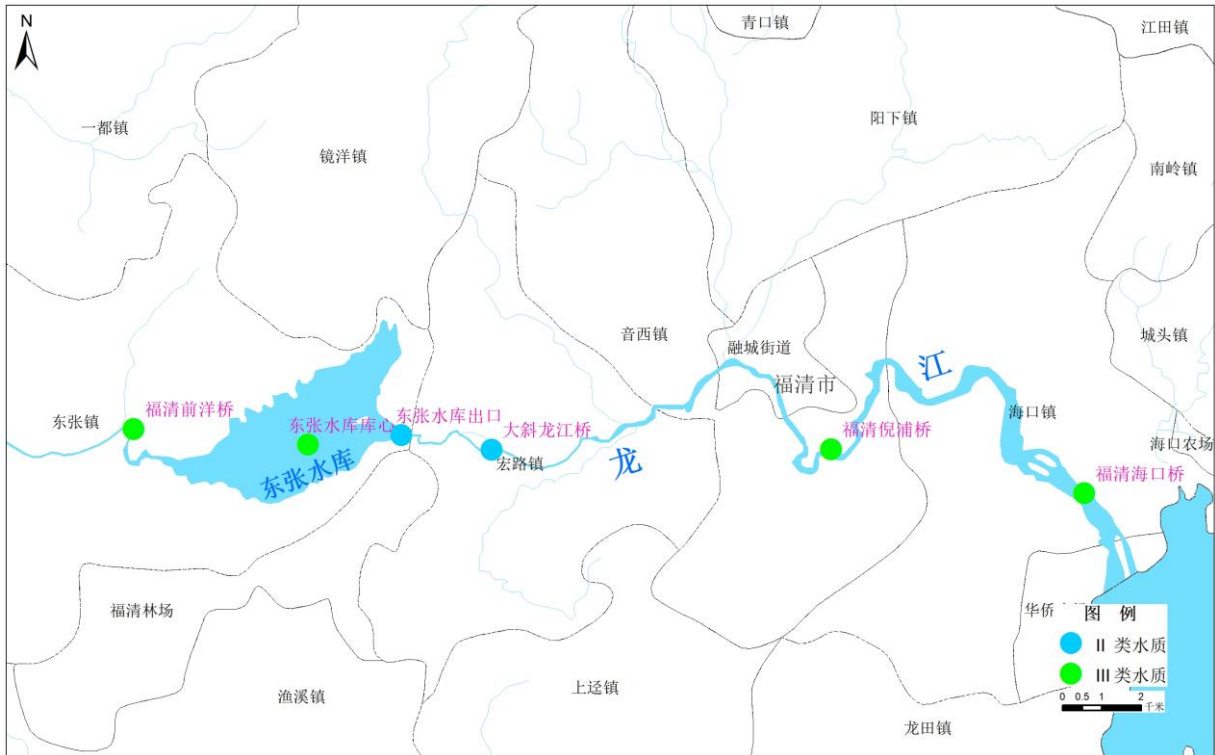 N
青口镇
江田镇
一都镇
镜洋镇
阳下镇
南岭镇
音西镇
融城街道
城头镇
福清市
江
东张镇
福清前洋桥
东张水库库心
东张水库出口
大斜龙江桥
宏路镇
龙
福清倪浦桥
海口镇
海口农场
福清海口桥
东张水库
福清林场
渔溪镇
上迳镇
龙田镇
华侨
图 例
II 类水质
III 类水质
0 0.5 1 2
千米